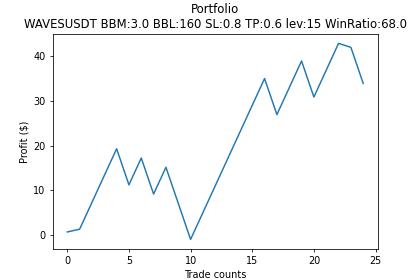 Portfolio
WAVESUSDT BBM:3.0 BBL:160 SL:0.8 TP:0.6 lev:15 WinRatio:68.0
40
30
20
10
0
Profit ($)
0 5 10 15 20 25
Trade counts